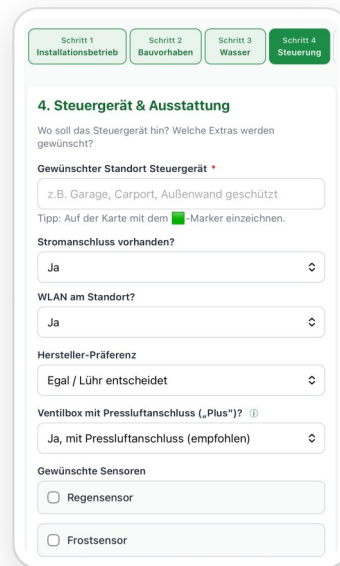 Schritt 1
Installationsbetrieb
Schritt 2
Bauvorhaben
Schritt 3
Wasser
Schritt 4
Steuerung
4. Steuergerät & Ausstattung
Wo soll das Steuergerät hin? Welche Extras werden
gewünscht?
Gewünschter Standort Steuergerät *
z.B. Garage, Carport, Außenwand geschützt
Tipp: Auf der Karte mit dem 🟩-Marker einzeichnen.
Stromanschluss vorhanden?
Ja
WLAN am Standort?
Ja
Hersteller-Präferenz
Egal / Lühr entscheidet
Ventilbox mit Pressluftanschluss („Plus")? ⓘ
Ja, mit Pressluftanschluss (empfohlen)
Gewünschte Sensoren
Regensensor
Frostsensor